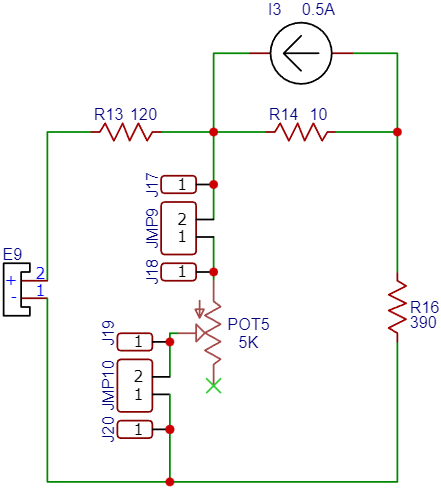 I3 0.5A
R13 120
R14 10
J17
1
JMP9
2
1
J18
1
E9
+ 2
- 1
R16
390
POT5
5K
J19
1
JMP10
2
1
J20
1